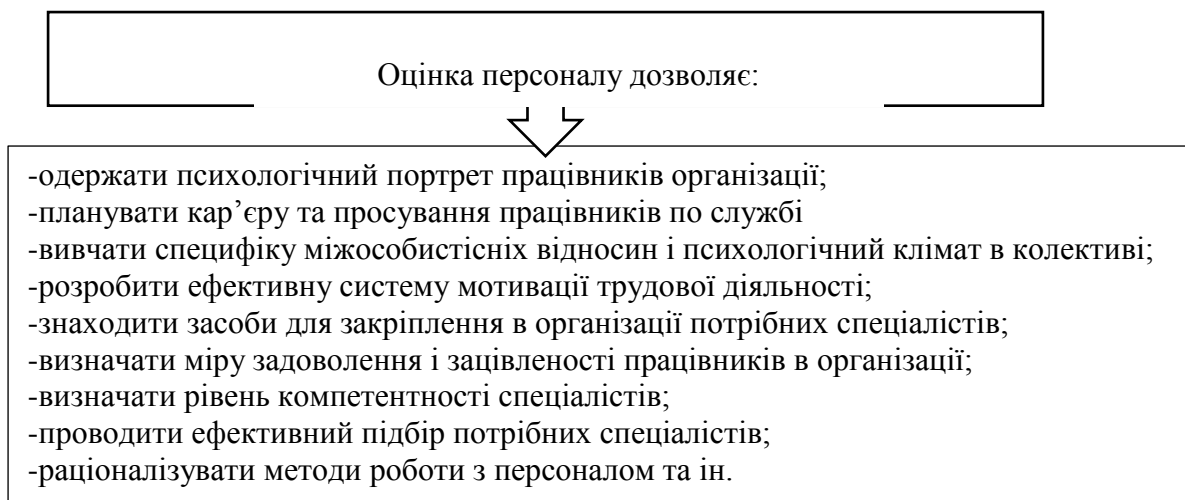 Оцінка персоналу дозволяє:
-одержати психологічний портрет працівників організації;
-планувати кар’єру та просування працівників по службі
-вивчати специфіку міжособистісніх відносин і психологічний клімат в колективі;
-розробити ефективну систему мотивації трудової діяльності;
-знаходити засоби для закріплення в організації потрібних спеціалістів;
-визначати міру задоволення і зацівленості працівників в організації;
-визначати рівень компетентності спеціалістів;
-проводити ефективний підбір потрібних спеціалістів;
-раціоналізувати методи роботи з персоналом та ін.